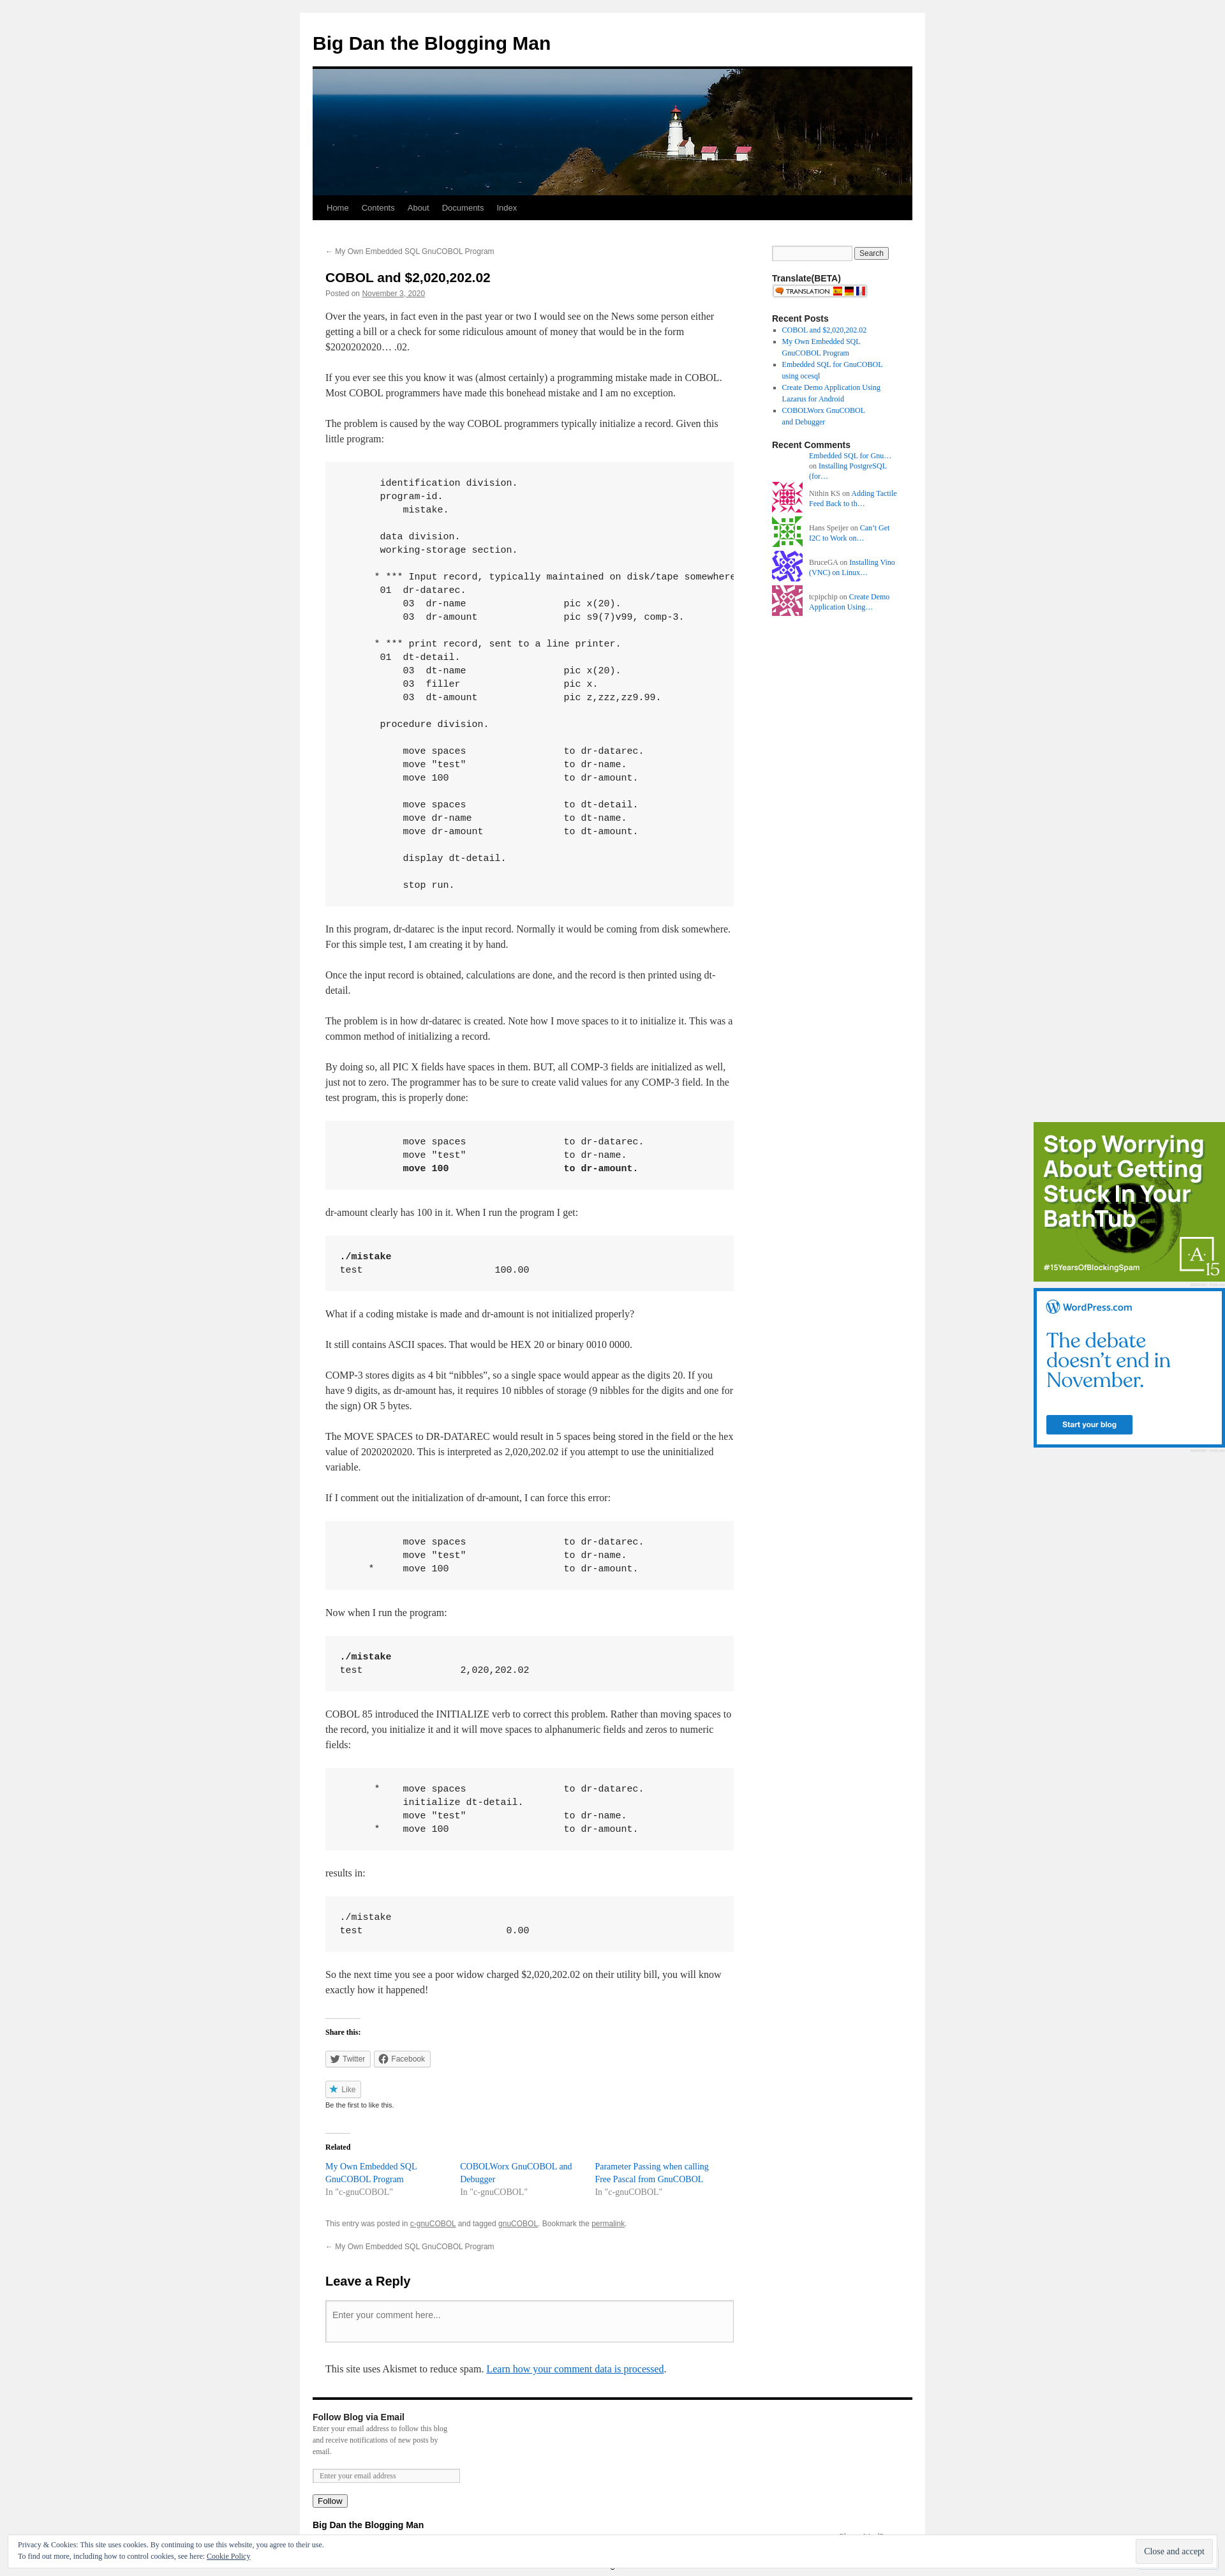 Big Dan the Blogging Man
Home Contents About Documents Index
← My Own Embedded SQL GnuCOBOL Program
COBOL and $2,020,202.02
Posted on November 3, 2020
Over the years, in fact even in the past year or two I would see on the News some person either
getting a bill or a check for some ridiculous amount of money that would be in the form
$2020202020… .02.
If you ever see this you know it was (almost certainly) a programming mistake made in COBOL.
Most COBOL programmers have made this bonehead mistake and I am no exception.
The problem is caused by the way COBOL programmers typically initialize a record. Given this
little program:
identification division.
program-id.
mistake.
data division.
working-storage section.
* *** Input record, typically maintained on disk/tape somewhere
01  dr-datarec.
03  dr-name                 pic x(20).
03  dr-amount               pic s9(7)v99, comp-3.
* *** print record, sent to a line printer.
01  dt-detail.
03  dt-name                 pic x(20).
03  filler                  pic x.
03  dt-amount               pic z,zzz,zz9.99.
procedure division.
move spaces                 to dr-datarec.
move "test"                 to dr-name.
move 100                    to dr-amount.
move spaces                 to dt-detail.
move dr-name                to dt-name.
move dr-amount              to dt-amount.
display dt-detail.
stop run.
In this program, dr-datarec is the input record. Normally it would be coming from disk somewhere.
For this simple test, I am creating it by hand.
Once the input record is obtained, calculations are done, and the record is then printed using dt-
detail.
The problem is in how dr-datarec is created. Note how I move spaces to it to initialize it. This was a
common method of initializing a record.
By doing so, all PIC X fields have spaces in them. BUT, all COMP-3 fields are initialized as well,
just not to zero. The programmer has to be sure to create valid values for any COMP-3 field. In the
test program, this is properly done:
move spaces                 to dr-datarec.
move "test"                 to dr-name.
move 100                    to dr-amount.
dr-amount clearly has 100 in it. When I run the program I get:
./mistake
test                       100.00
What if a coding mistake is made and dr-amount is not initialized properly?
It still contains ASCII spaces. That would be HEX 20 or binary 0010 0000.
COMP-3 stores digits as 4 bit “nibbles”, so a single space would appear as the digits 20. If you
have 9 digits, as dr-amount has, it requires 10 nibbles of storage (9 nibbles for the digits and one for
the sign) OR 5 bytes.
The MOVE SPACES to DR-DATAREC would result in 5 spaces being stored in the field or the hex
value of 2020202020. This is interpreted as 2,020,202.02 if you attempt to use the uninitialized
variable.
If I comment out the initialization of dr-amount, I can force this error:
move spaces                 to dr-datarec.
move "test"                 to dr-name.
*     move 100                    to dr-amount.
Now when I run the program:
./mistake
test                 2,020,202.02
COBOL 85 introduced the INITIALIZE verb to correct this problem. Rather than moving spaces to
the record, you initialize it and it will move spaces to alphanumeric fields and zeros to numeric
fields:
*    move spaces                 to dr-datarec.
initialize dt-detail.
move "test"                 to dr-name.
*    move 100                    to dr-amount.
results in:
./mistake
test                         0.00
So the next time you see a poor widow charged $2,020,202.02 on their utility bill, you will know
exactly how it happened!
Share this:
Twitter Facebook
Like
Be the first to like this.
Related
My Own Embedded SQL
GnuCOBOL Program
In "c-gnuCOBOL"
COBOLWorx GnuCOBOL and
Debugger
In "c-gnuCOBOL"
Parameter Passing when calling
Free Pascal from GnuCOBOL
In "c-gnuCOBOL"
This entry was posted in c-gnuCOBOL and tagged gnuCOBOL. Bookmark the permalink.
← My Own Embedded SQL GnuCOBOL Program
Leave a Reply
Enter your comment here...
This site uses Akismet to reduce spam. Learn how your comment data is processed.
Search
Translate(BETA)
TRANSLATION
Recent Posts
COBOL and $2,020,202.02
My Own Embedded SQL
GnuCOBOL Program
Embedded SQL for GnuCOBOL
using ocesql
Create Demo Application Using
Lazarus for Android
COBOLWorx GnuCOBOL
and Debugger
Recent Comments
Embedded SQL for Gnu…
on Installing PostgreSQL
(for…
Nithin KS on Adding Tactile
Feed Back to th…
Hans Speijer on Can’t Get
I2C to Work on…
BruceGA on Installing Vino
(VNC) on Linux…
tcpipchip on Create Demo
Application Using…
Stop Worrying
About Getting
Stuck In Your
BathTub
#15YearsOfBlockingSpam
·A· 15
WordPress.com
The debate
doesn’t end in
November.
Start your blog
Follow Blog via Email
Enter your email address to follow this blog
and receive notifications of new posts by
email.
Enter your email address
Follow
Big Dan the Blogging Man
Privacy & Cookies: This site uses cookies. By continuing to use this website, you agree to their use.
To find out more, including how to control cookies, see here: Cookie Policy
Close and accept